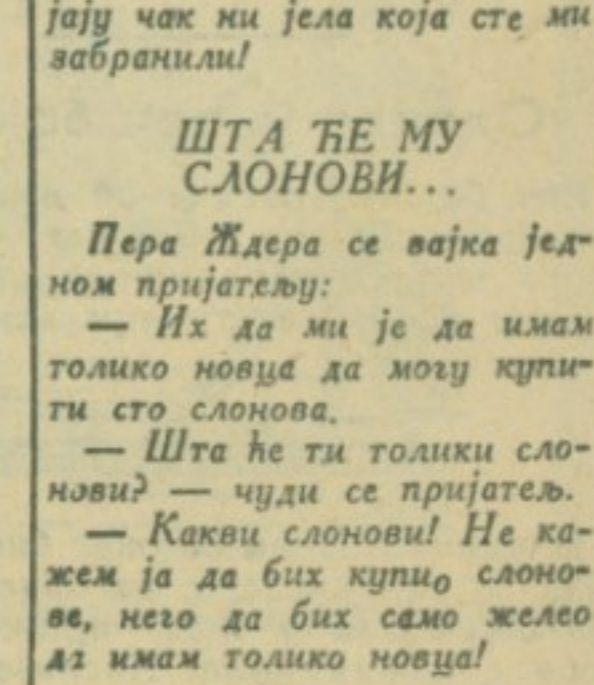 јају чак ни јела која сте ми
забранили!
ШТА ЋЕ МУ
СЛОНОВИ...
Пера Ждера се вајка јед-
ном пријатељу:
— Их да ми је да имам
толико новца да могу купи-
ти сто слонова.
— Шта ће ти толики сло-
нови? — чуди се пријатељ.
— Какви слонови! Не ка-
жем ја да бих купио слоно-
ве, него да бих само желео
да имам толико новца!